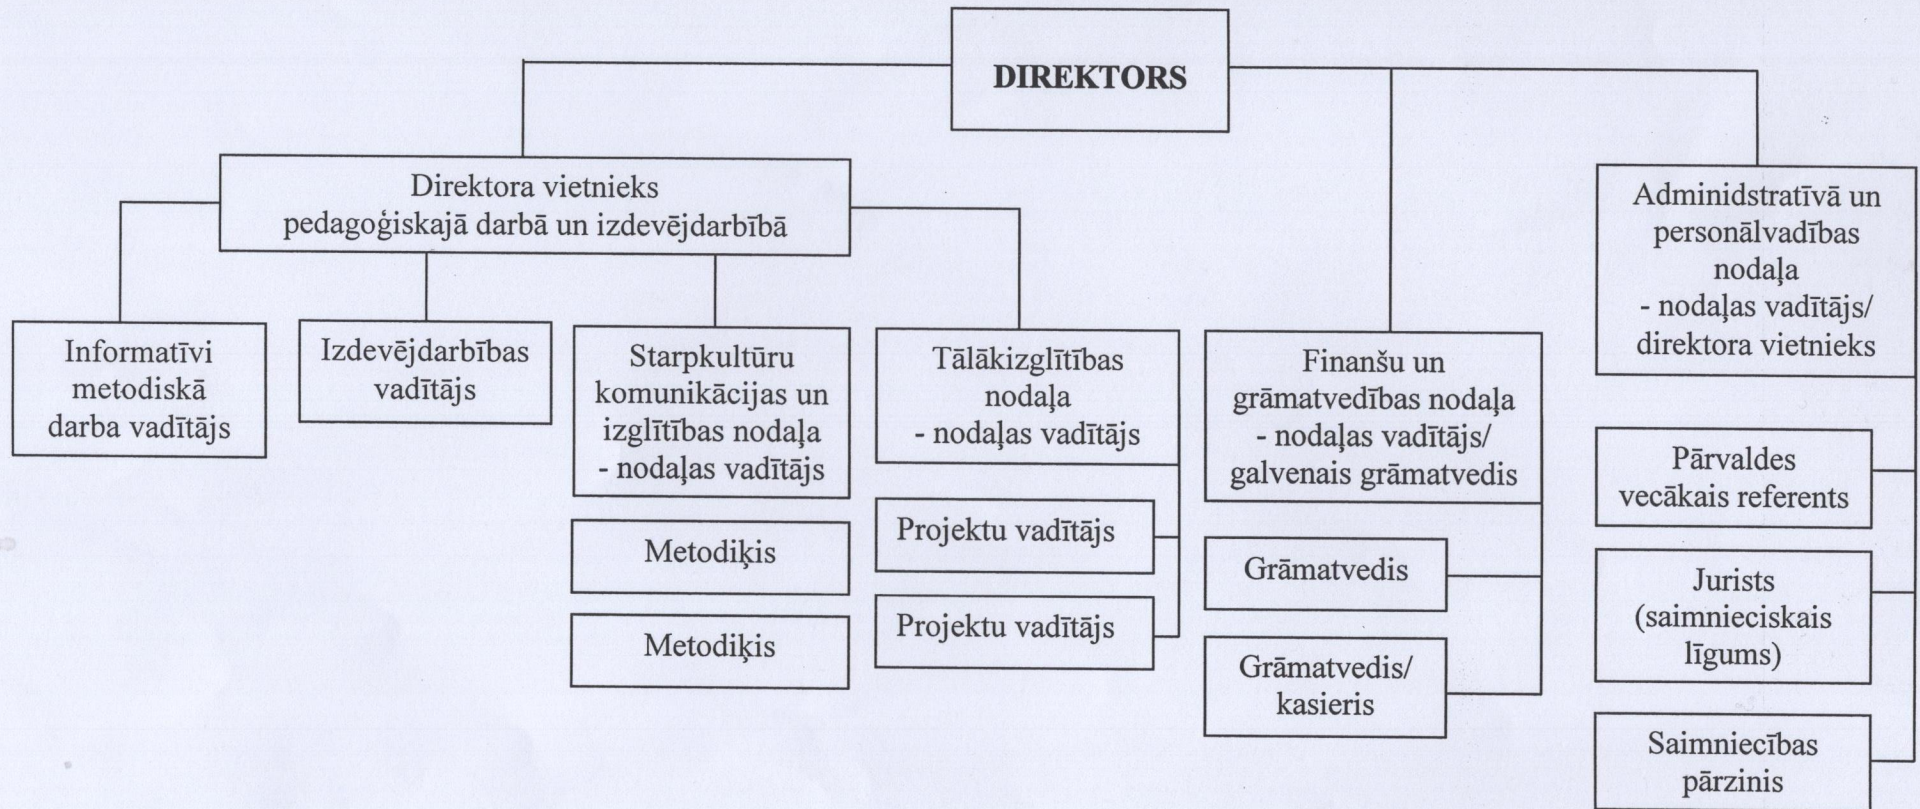 DIREKTORS
Direktora vietnieks
pedagoģiskajā darbā un izdevējdarbībā
Informatīvi
metodiskā
darba vadītājs
Izdevējdarbības
vadītājs
Starpkultūru
komunikācijas un
izglītības nodaļa
- nodaļas vadītājs
Metodiķis
Metodiķis
Tālākizglītības
nodaļa
- nodaļas vadītājs
Projektu vadītājs
Projektu vadītājs
Finanšu un
grāmatvedības nodaļa
- nodaļas vadītājs/
galvenais grāmatvedis
Grāmatvedis
Grāmatvedis/
kasieris
Adminidstratīvā un
personālvadības
nodaļa
- nodaļas vadītājs/
direktora vietnieks
Pārvaldes
vecākais referents
Jurists
(saimnieciskais
līgums)
Saimniecības
pārzinis